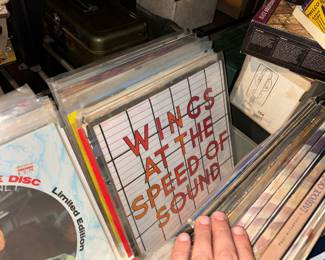 WINGS
AT THE
SPEED OF
SOUND
DISC
Limited Edition